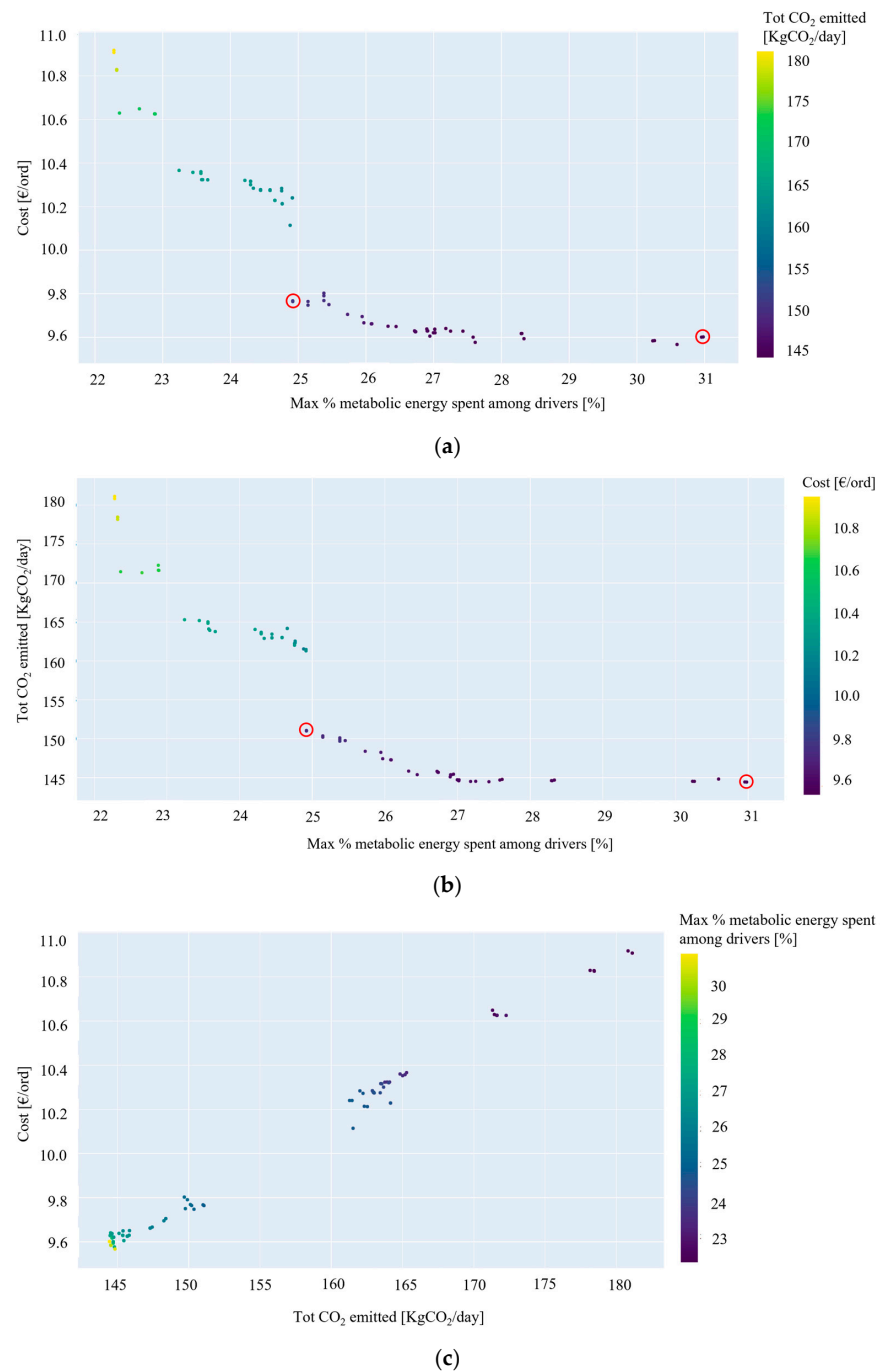 Tot CO2 emitted
[KgCO2/day]
11.0
10.8
10.6
10.4
10.2
10.0
9.8
9.6
Cost [€/ord]
22 23 24 25 26 27 28 29 30 31
Max % metabolic energy spent among drivers [%]
180
175
170
165
160
155
150
145
(a)
Cost [€/ord]
180
175
170
165
160
155
150
145
Tot CO2 emitted [KgCO2/day]
22 23 24 25 26 27 28 29 30 31
Max % metabolic energy spent among drivers [%]
10.8
10.6
10.4
10.2
10.0
9.8
9.6
(b)
Max % metabolic energy spent
among drivers [%]
11.0
10.8
10.6
10.4
10.2
10.0
9.8
9.6
Cost [€/ord]
145 150 155 160 165 170 175 180
Tot CO2 emitted [KgCO2/day]
30
29
28
27
26
25
24
23
(c)